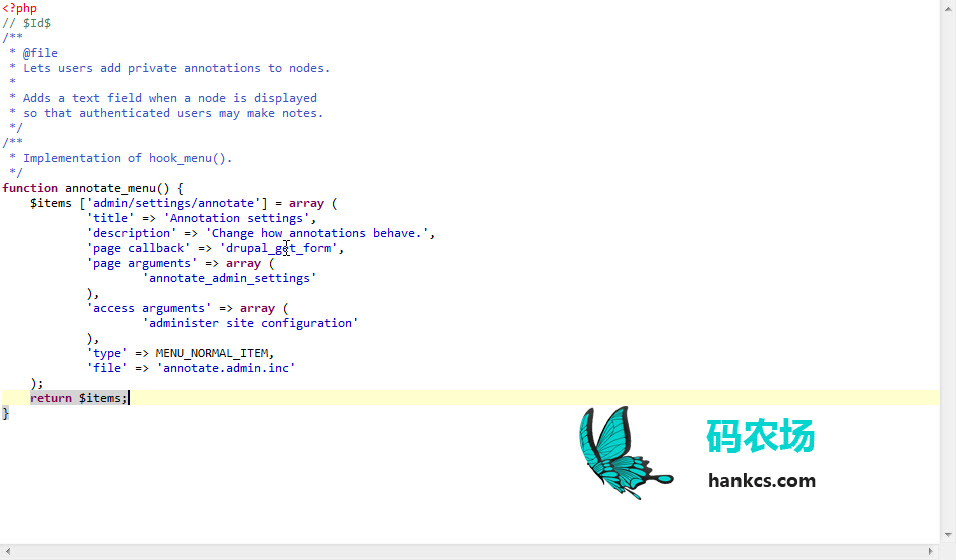 <?php
// $Id$
/**
 * @file
 * Lets users add private annotations to nodes.
 *
 * Adds a text field when a node is displayed
 * so that authenticated users may make notes.
 */
/**
 * Implementation of hook_menu().
 */
function annotate_menu() {
    $items ['admin/settings/annotate'] = array (
            'title' => 'Annotation settings',
            'description' => 'Change how annotations behave.',
            'page callback' => 'drupal_get_form',
            'page arguments' => array (
                    'annotate_admin_settings'
            ),
            'access arguments' => array (
                    'administer site configuration'
            ),
            'type' => MENU_NORMAL_ITEM,
            'file' => 'annotate.admin.inc'
    );
    return $items;
}
码农场
hankcs.com